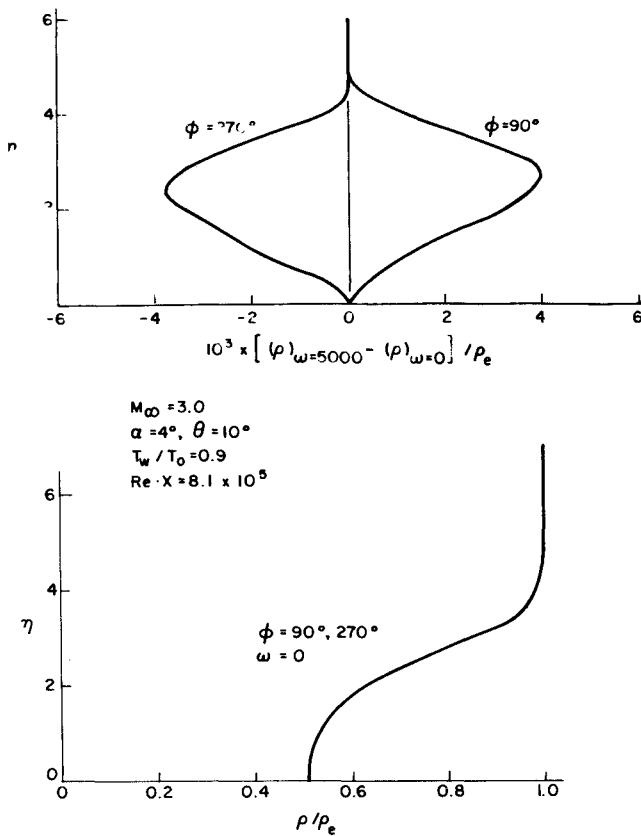 6
4
2
η
ϕ = 270°
ϕ=90°
-6 -4 -2 0 2 4 6
10³ x [ (ρ)ω=5000 - (ρ)ω=0 ] / ρe
M∞ = 3.0
α = 4°, θ = 10°
Tw / To = 0.9
Re · X = 8.1 x 10⁵
6
4
η
ϕ = 90°, 270°
ω = 0
2
0
0 0.2 0.4 0.6 0.8 1.0
ρ/ρe